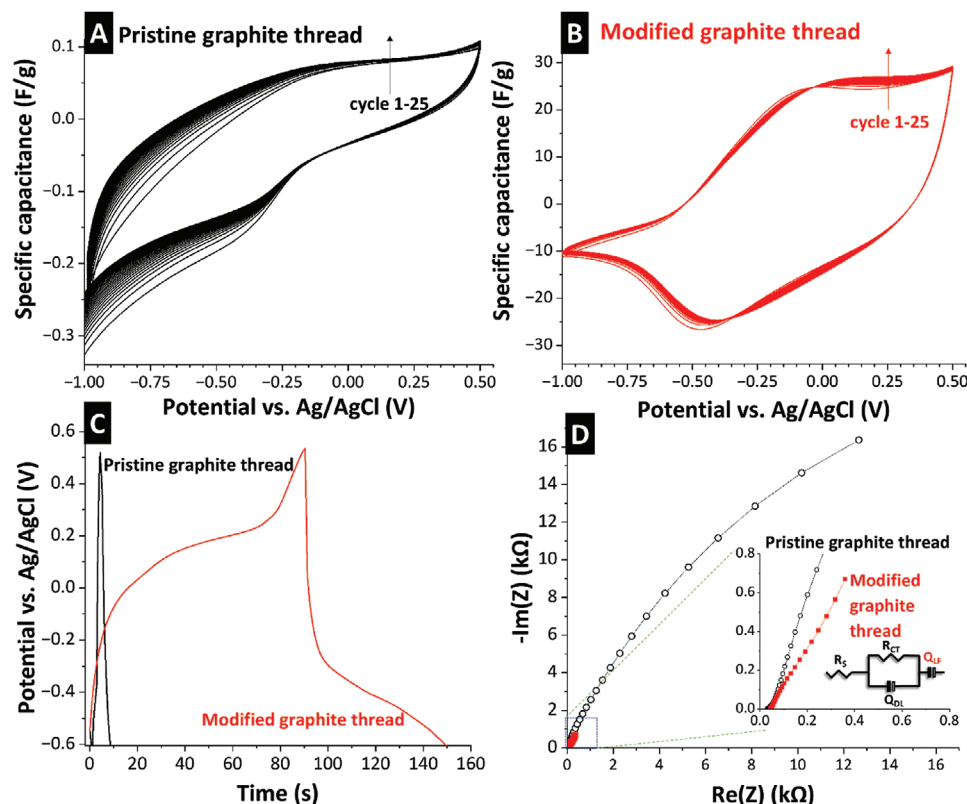 A Pristine graphite thread
cycle 1-25
Specific capacitance (F/g)
0.1
0.0
−0.1
−0.2
−0.3
−1.00 −0.75 −0.50 −0.25 0.00 0.25 0.50
Potential vs. Ag/AgCl (V)
B Modified graphite thread
cycle 1-25
Specific capacitance (F/g)
30
20
10
0
−10
−20
−30
−1.00 −0.75 −0.50 −0.25 0.00 0.25 0.50
Potential vs. Ag/AgCl (V)
C
Pristine graphite thread
Modified graphite thread
Potential vs. Ag/AgCl (V)
0.6
0.4
0.2
0.0
−0.2
−0.4
−0.6
0 20 40 60 80 100 120 140 160
Time (s)
D
-Im(Z) (kΩ)
16
14
12
10
8
6
4
2
0
0 2 4 6 8 10 12 14 16
Re(Z) (kΩ)
Pristine graphite thread
Modified
graphite
thread
0.8
0.6
0.4
0.2
0.0
0.0 0.2 0.4 0.6 0.8
RS
RCT
QDL
QLF